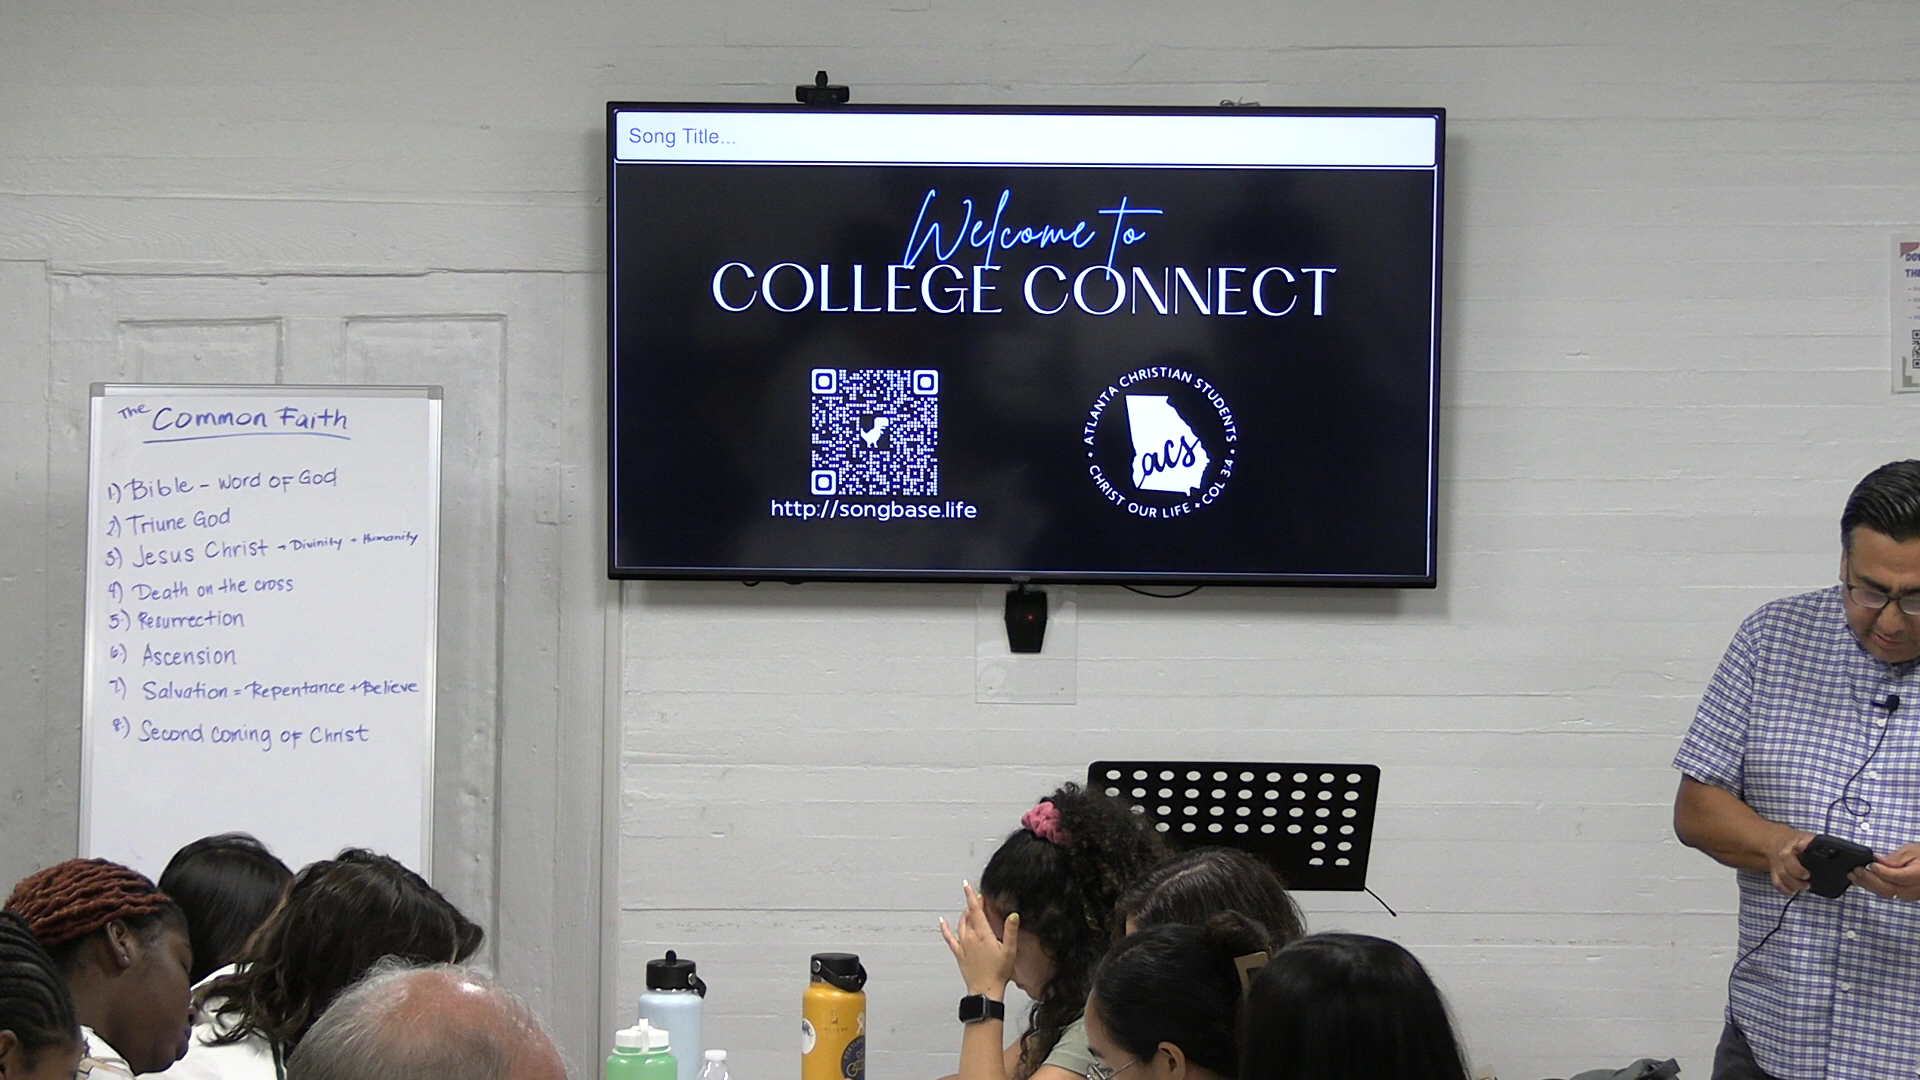 Song Title...
Welcome to
COLLEGE CONNECT
http://songbase.life
• ATLANTA CHRISTIAN STUDENTS •
CHRIST OUR LIFE • COL 3:4
acs
The Common Faith
1) Bible - Word of God
2) Triune God
3) Jesus Christ → Divinity + Humanity
4) Death on the cross
5.) Resurrection
6.) Ascension
7) Salvation = Repentance + Believe
8.) Second Coming of Christ
VIZIO